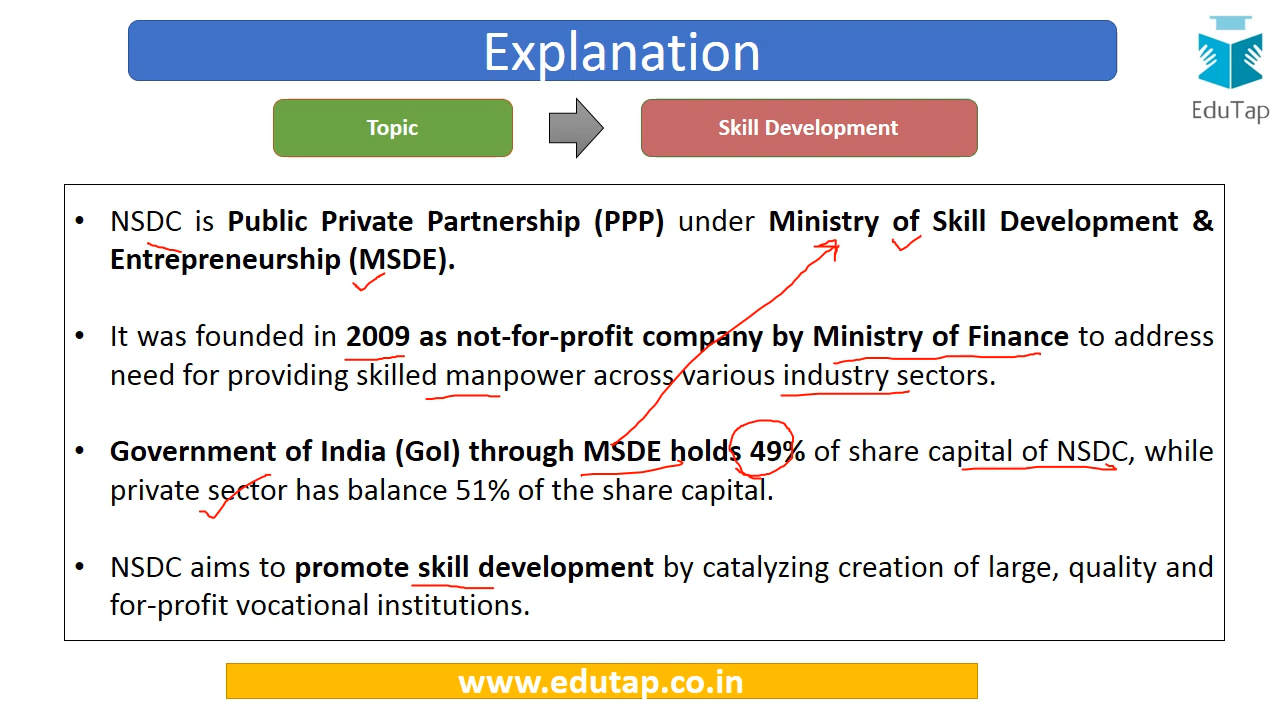 Explanation
EduTap
Topic
Skill Development
• NSDC is Public Private Partnership (PPP) under Ministry of Skill Development &
Entrepreneurship (MSDE).
• It was founded in 2009 as not-for-profit company by Ministry of Finance to address
need for providing skilled manpower across various industry sectors.
• Government of India (GoI) through MSDE holds 49% of share capital of NSDC, while
private sector has balance 51% of the share capital.
• NSDC aims to promote skill development by catalyzing creation of large, quality and
for-profit vocational institutions.
www.edutap.co.in